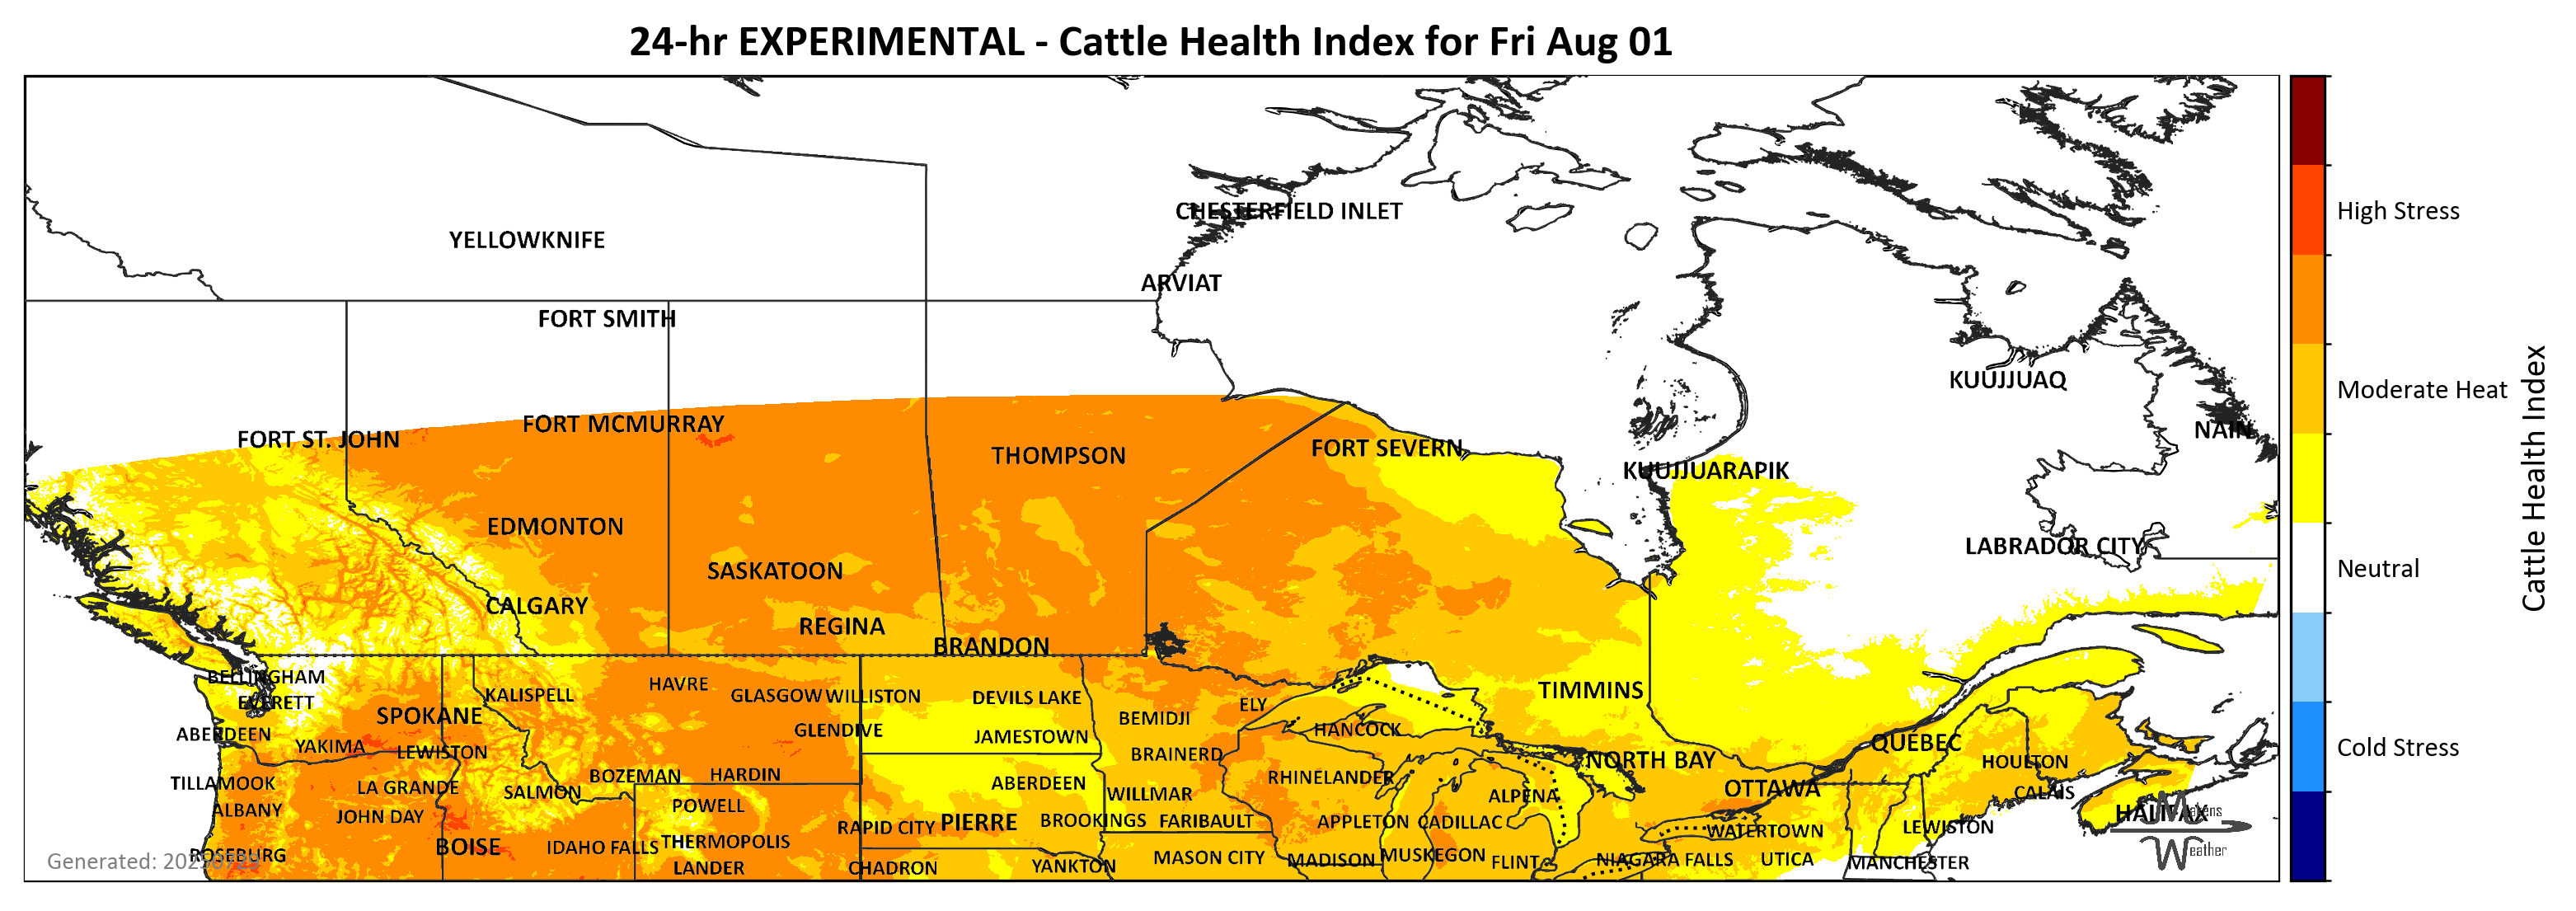 24-hr EXPERIMENTAL - Cattle Health Index for Fri Aug 01
CHESTERFIELD INLET
High Stress
YELLOWKNIFE
ARVIAT
FORT SMITH
KUUJJUAQ
Moderate Heat
FORT MCMURRAY
NAIN
FORT ST. JOHN
FORT SEVERN
THOMPSON
KUUJJUARAPIK
Cattle Health Index
EDMONTON
LABRADOR CITY
SASKATOON
Neutral
CALGARY
REGINA
BRANDON
BELLINGHAM
HAVRE
KALISPELL
GLASGOW WILLISTON
DEVILS LAKE
TIMMINS
EVERETT
ELY
SPOKANE
BEMIDJI
GLENDIVE
HANCOCK
ABERDEEN
JAMESTOWN
QUEBEC
YAKIMA
LEWISTON
BRAINERD
Cold Stress
NORTH BAY
HOULTON
BOZEMAN
HARDIN
RHINELANDER
TILLAMOOK
LA GRANDE
ABERDEEN
OTTAWA
SALMON
WILLMAR
ALPENA
CALAIS
POWELL
ALBANY
JOHN DAY
HALIFAX
Makens
RAPID CITY
PIERRE
BROOKINGS
FARIBAULT
APPLETON
CADILLAC
WATERTOWN
LEWISTON
THERMOPOLIS
BOISE
IDAHO FALLS
Weather
ROSEBURG
MASON CITY
MADISON
MUSKEGON
FLINT
NIAGARA FALLS
UTICA
MANCHESTER
Generated:
LANDER
CHADRON
YANKTON